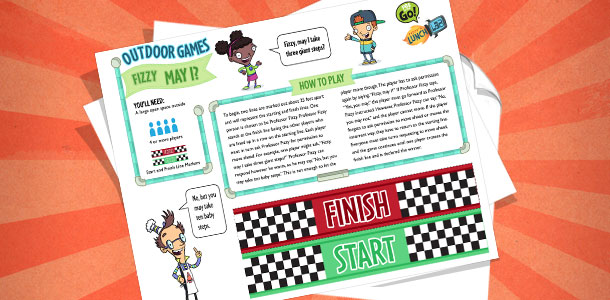 OUTDOOR GAMES
FIZZY MAY I?
Fizzy, may I take
three giant steps?
Go!
LUNCH LAB
YOU'LL NEED:
A large open space outside
4 or more players
Start and Finish Line Markers
HOW TO PLAY
To begin, two lines are marked out about 15 feet apart
and will represent the starting and finish lines. One
person is chosen to be Professor Fizzy. Professor Fizzy
stands at the finish line facing the other players who
are lined up in a row on the starting line. Each player
must in turn ask Professor Fizzy for permission to
move ahead. For example, one player might ask, "Fizzy,
may I take three giant steps?" Professor Fizzy can
respond however he wants, so he may say, "No, but you
may take ten baby steps." This is not enough for the
player move though. The player has to ask permission
again by saying "Fizzy, may I?" If Professor Fizzy says,
"Yes, you may", the player must go forward as Professor
Fizzy instructed. However, Professor Fizzy can say "No,
you may not," and the player cannot move. If the player
forgets to ask permission to move ahead or moves the
incorrect way, they have to return to the starting line.
Everyone must take turns requesting to move ahead,
and the game continues until one player crosses the
finish line and is declared the winner!
No, but you
may take
ten baby
steps.
FINISH
START